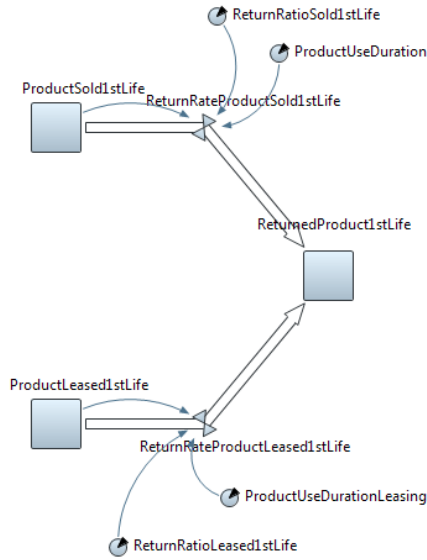 ReturnRatioSold1stLife
ProductUseDuration
ProductSold1stLife
ReturnRateProductSold1stLife
ReturnedProduct1stLife
ProductLeased1stLife
ReturnRateProductLeased1stLife
ProductUseDurationLeasing
ReturnRatioLeased1stLife